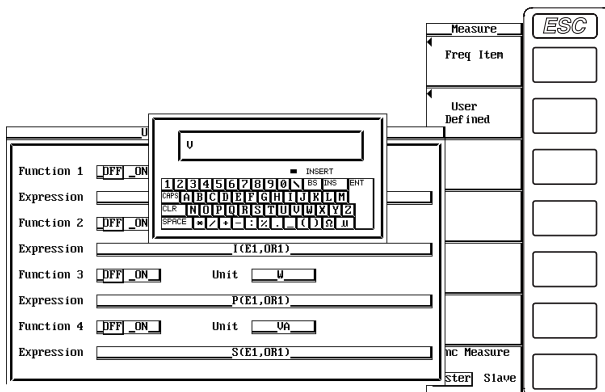 ESC
Measure
Freq Item
User
Defined
U
V
INSERT
1 2 3 4 5 6 7 8 9 0 \ BS INS ENT
CAPS A B C D E F G H I J K L M
CLR N O P Q R S T U V W X Y Z
SPACE * / + - : % . _ ( ) Ω µ
Function 1 OFF ON
Expression
Function 2 OFF ON
Expression I(E1,OR1)
Function 3 OFF ON Unit W
Expression P(E1,OR1)
Function 4 OFF ON Unit VA
Expression S(E1,OR1)
nc Measure
ster Slave